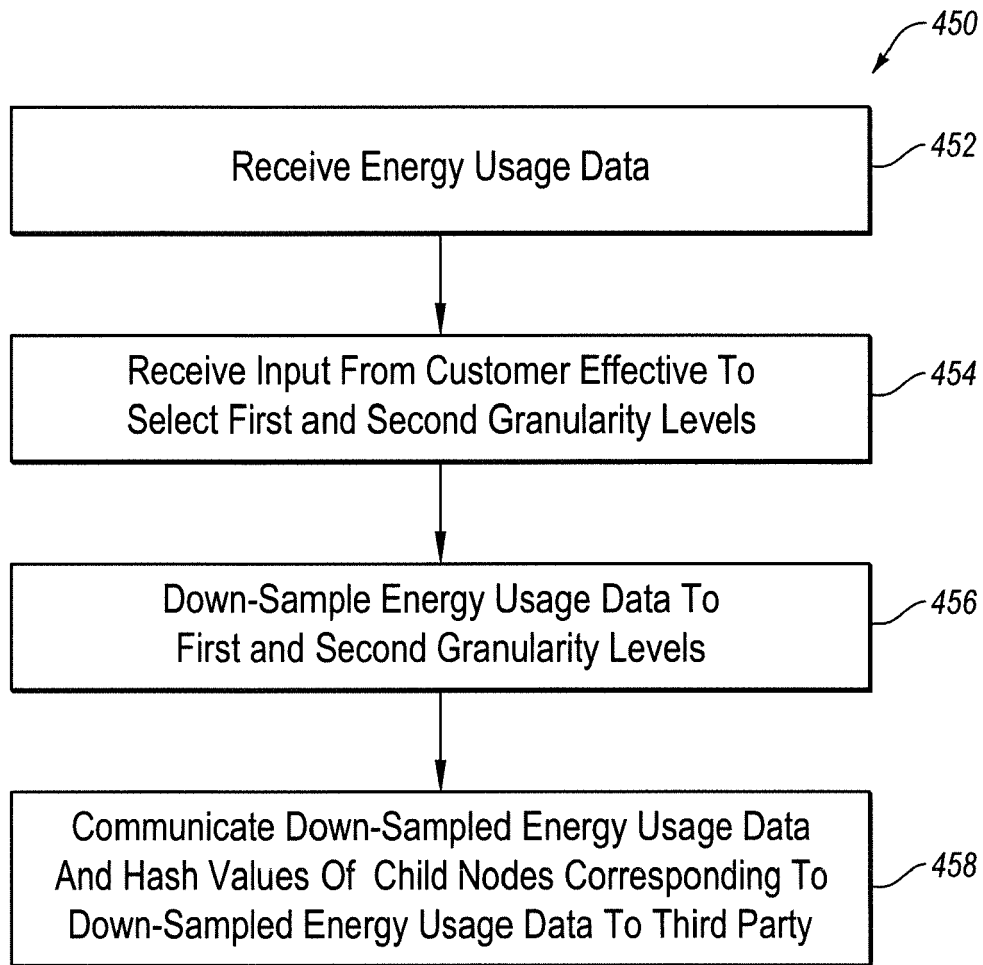 450
Receive Energy Usage Data
452
Receive Input From Customer Effective To
Select First and Second Granularity Levels
454
Down-Sample Energy Usage Data To
First and Second Granularity Levels
456
Communicate Down-Sampled Energy Usage Data
And Hash Values Of Child Nodes Corresponding To
Down-Sampled Energy Usage Data To Third Party
458